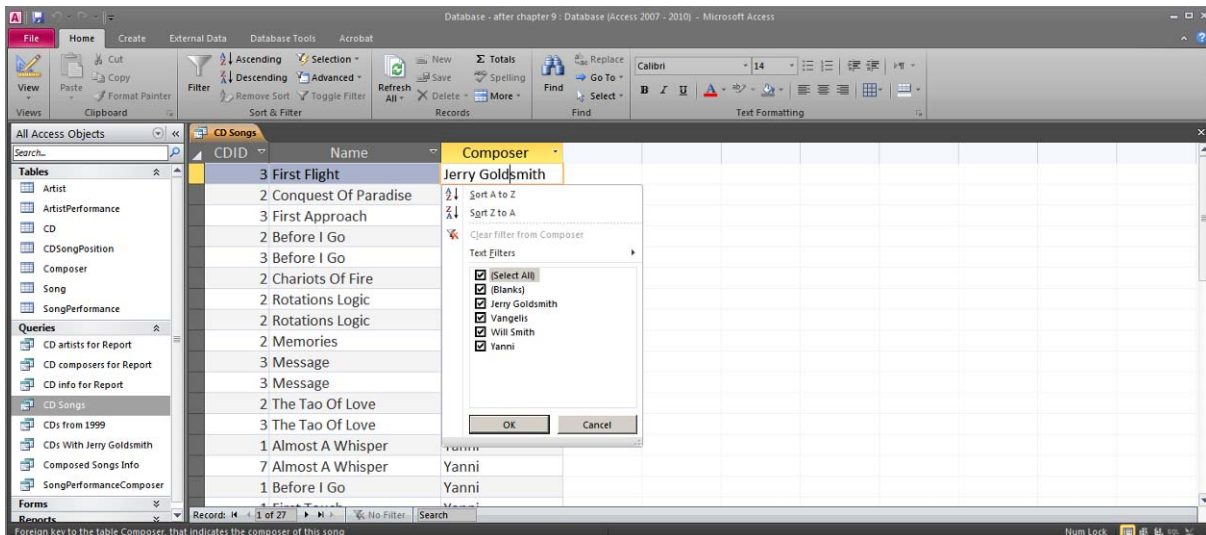 Database - after chapter 9 : Database (Access 2007 - 2010) - Microsoft Access
File Home Create External Data Database Tools Acrobat
View
Views
Paste
Cut
Copy
Format Painter
Clipboard
Filter
Ascending
Descending
Remove Sort
Selection
Advanced
Toggle Filter
Sort & Filter
Refresh All
New
Save
Delete
Totals
Spelling
More
Records
Find
Replace
Go To
Select
Find
Calibri 14
B I U A ab
Text Formatting
All Access Objects
Search...
Tables
Artist
ArtistPerformance
CD
CDSongPosition
Composer
Song
SongPerformance
Queries
CD artists for Report
CD composers for Report
CD info for Report
CD Songs
CDs from 1999
CDs With Jerry Goldsmith
Composed Songs Info
SongPerformanceComposer
Forms
Reports
CD Songs
CDID Name Composer
3 First Flight Jerry Goldsmith
2 Conquest Of Paradise
3 First Approach
2 Before I Go
3 Before I Go
2 Chariots Of Fire
2 Rotations Logic
2 Rotations Logic
2 Memories
3 Message
3 Message
2 The Tao Of Love
3 The Tao Of Love
1 Almost A Whisper Yanni
7 Almost A Whisper Yanni
1 Before I Go Yanni
Sort A to Z
Sort Z to A
Clear filter from Composer
Text Filters
(Select All)
(Blanks)
Jerry Goldsmith
Vangelis
Will Smith
Yanni
OK Cancel
Record: 1 of 27 No Filter Search
Foreign key to the table Composer, that indicates the composer of this song
Num Lock